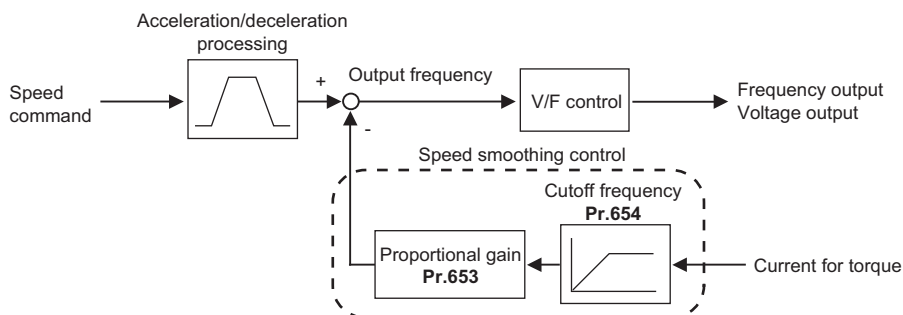 Acceleration/deceleration
processing
Speed
command
+
Output frequency
-
V/F control
Frequency output
Voltage output
Speed smoothing control
Cutoff frequency
Pr.654
Proportional gain
Pr.653
Current for torque